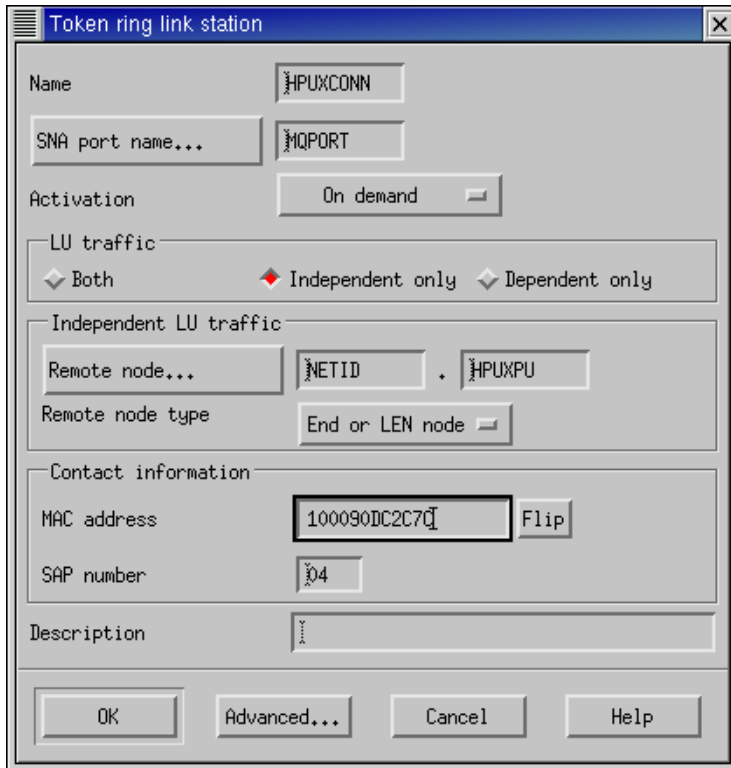 Token ring link station
Name HPUXCONN
SNA port name... MQPORT
Activation On demand
LU traffic
Both Independent only Dependent only
Independent LU traffic
Remote node... NETID . HPUXPU
Remote node type End or LEN node
Contact information
MAC address 100090DC2C7C Flip
SAP number 04
Description
OK Advanced... Cancel Help